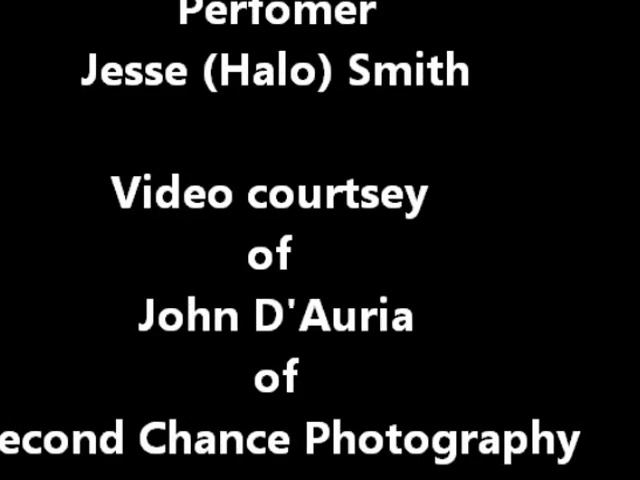 Perfomer
Jesse (Halo) Smith
Video courtsey
of
John D'Auria
of
econd Chance Photography